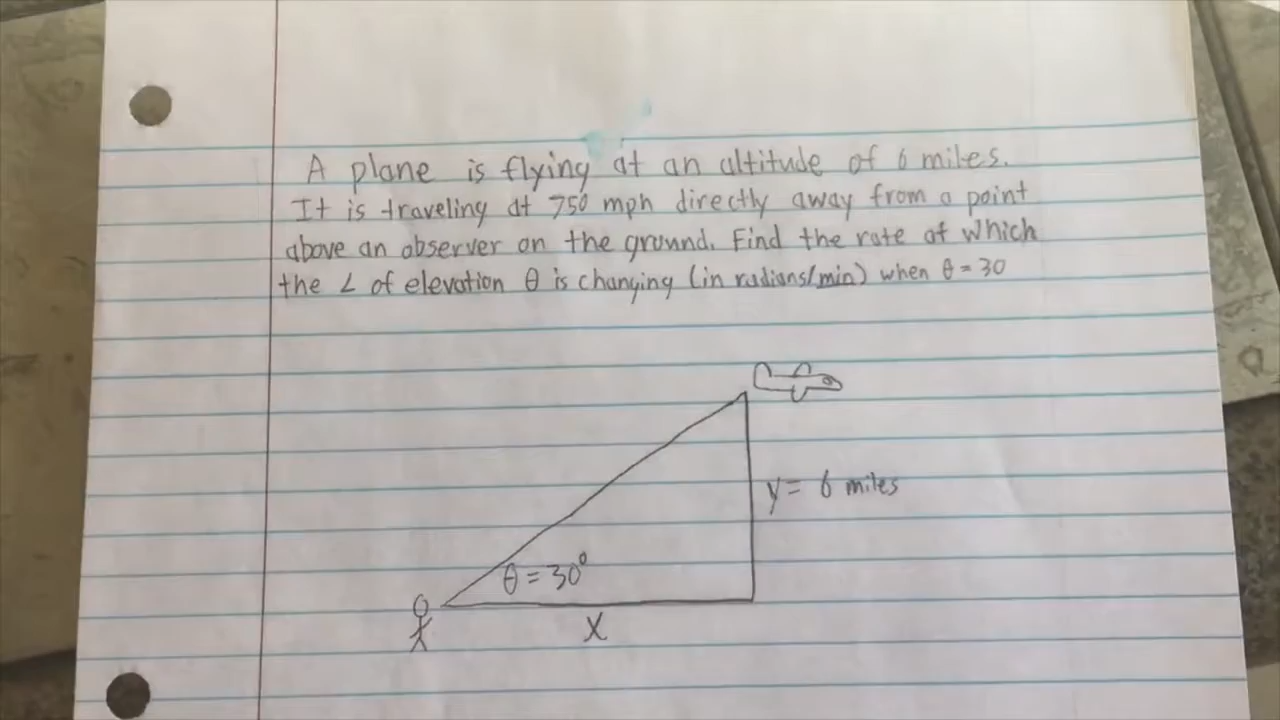 A plane is flying at an altitude of 6 miles.
It is traveling at 750 mph directly away from a point
above an observer on the ground. Find the rate at which
the ∠ of elevation θ is changing (in radians/min) when θ = 30
y = 6 miles
θ = 30°
X